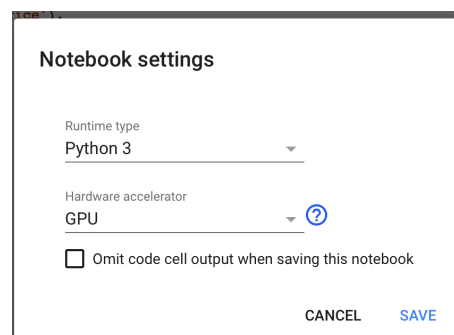 ice').
Notebook settings
Runtime type
Python 3
Hardware accelerator
GPU
?
Omit code cell output when saving this notebook
CANCEL SAVE